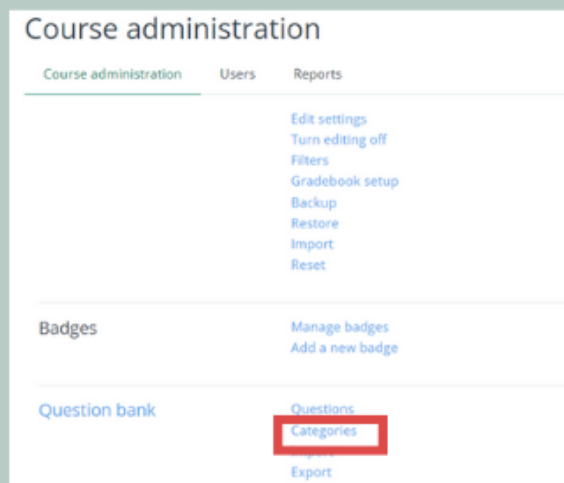 Course administration
Course administration Users Reports
Edit settings
Turn editing off
Filters
Gradebook setup
Backup
Restore
Import
Reset
Badges
Manage badges
Add a new badge
Question bank
Questions
Categories
Export